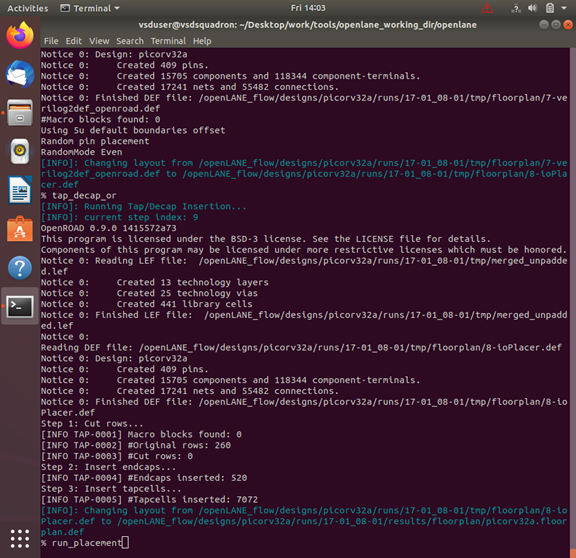 Activities
Terminal
Fri 14:03
vsduser@vsdsquadron: ~/Desktop/work/tools/openlane_working_dir/openlane
File Edit View Search Terminal Help
Notice 0: Design: picorv32a
Notice 0:     Created 409 pins.
Notice 0:     Created 15705 components and 118344 component-terminals.
Notice 0:     Created 17241 nets and 55482 connections.
Notice 0: Finished DEF file: /openLANE_flow/designs/picorv32a/runs/17-01_08-01/tmp/floorplan/7-v
erilog2def_openroad.def
#Macro blocks found: 0
Using 5u default boundaries offset
Random pin placement
RandomMode Even
[INFO]: Changing layout from /openLANE_flow/designs/picorv32a/runs/17-01_08-01/tmp/floorplan/7-ve
rilog2def_openroad.def to /openLANE_flow/designs/picorv32a/runs/17-01_08-01/tmp/floorplan/8-ioPla
cer.def
% tap_decap_or
[INFO]: Running Tap/Decap Insertion...
[INFO]: current step index: 9
OpenROAD 0.9.0 1415572a73
This program is licensed under the BSD-3 license. See the LICENSE file for details.
Components of this program may be licensed under more restrictive licenses which must be honored.
Notice 0: Reading LEF file:  /openLANE_flow/designs/picorv32a/runs/17-01_08-01/tmp/merged_unpadde
d.lef
Notice 0:     Created 13 technology layers
Notice 0:     Created 25 technology vias
Notice 0:     Created 441 library cells
Notice 0: Finished LEF file:  /openLANE_flow/designs/picorv32a/runs/17-01_08-01/tmp/merged_unpadd
ed.lef
Notice 0:
Reading DEF file: /openLANE_flow/designs/picorv32a/runs/17-01_08-01/tmp/floorplan/8-ioPlacer.def
Notice 0: Design: picorv32a
Notice 0:     Created 409 pins.
Notice 0:     Created 15705 components and 118344 component-terminals.
Notice 0:     Created 17241 nets and 55482 connections.
Notice 0: Finished DEF file: /openLANE_flow/designs/picorv32a/runs/17-01_08-01/tmp/floorplan/8-io
Placer.def
Step 1: Cut rows...
[INFO TAP-0001] Macro blocks found: 0
[INFO TAP-0002] #Original rows: 260
[INFO TAP-0003] #Cut rows: 0
Step 2: Insert endcaps...
[INFO TAP-0004] #Endcaps inserted: 520
Step 3: Insert tapcells...
[INFO TAP-0005] #Tapcells inserted: 7072
[INFO]: Changing layout from /openLANE_flow/designs/picorv32a/runs/17-01_08-01/tmp/floorplan/8-io
Placer.def to /openLANE_flow/designs/picorv32a/runs/17-01_08-01/results/floorplan/picorv32a.floor
plan.def
% run_placement